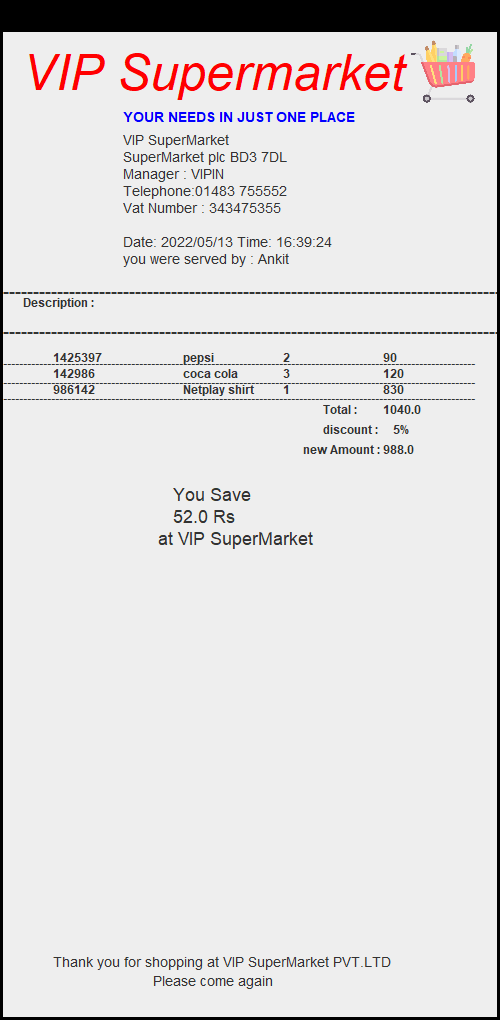 VIP Supermarket
YOUR NEEDS IN JUST ONE PLACE
VIP SuperMarket
SuperMarket plc BD3 7DL
Manager : VIPIN
Telephone:01483 755552
Vat Number : 343475355
Date: 2022/05/13 Time: 16:39:24
you were served by : Ankit
Description :
1425397 pepsi 2 90
142986 coca cola 3 120
986142 Netplay shirt 1 830
Total : 1040.0
discount : 5%
new Amount : 988.0
You Save
52.0 Rs
at VIP SuperMarket
Thank you for shopping at VIP SuperMarket PVT.LTD
Please come again